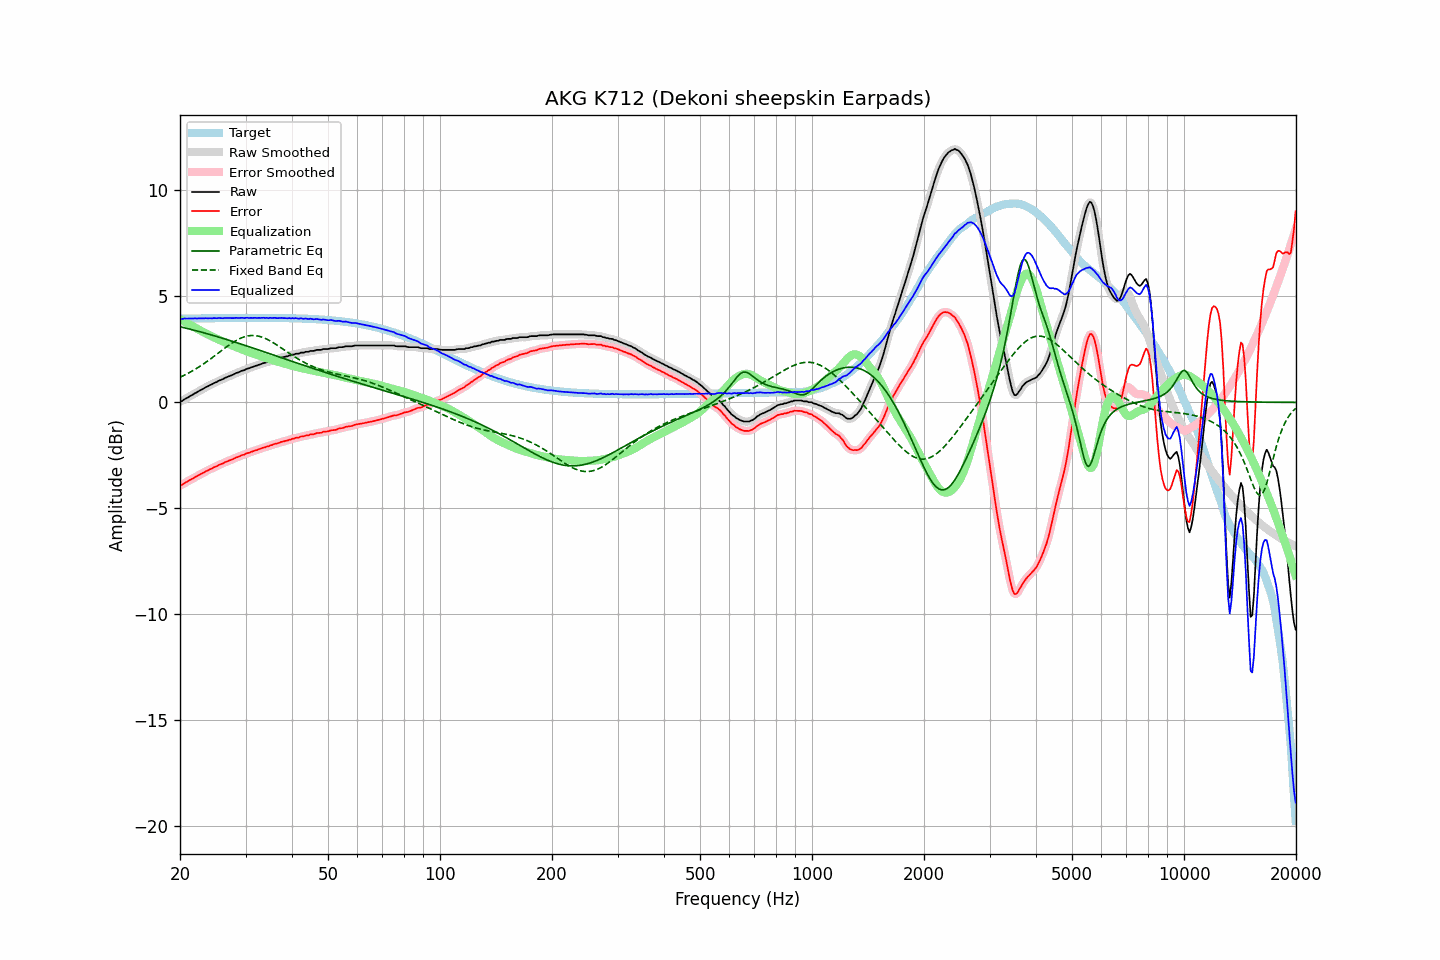 AKG K712 (Dekoni sheepskin Earpads)
Target
Raw Smoothed
Error Smoothed
Raw
Error
Equalization
Parametric Eq
Fixed Band Eq
Equalized
10
5
0
−5
−10
−15
−20
Amplitude (dBr)
20 50 100 200 500 1000 2000 5000 10000 20000
Frequency (Hz)